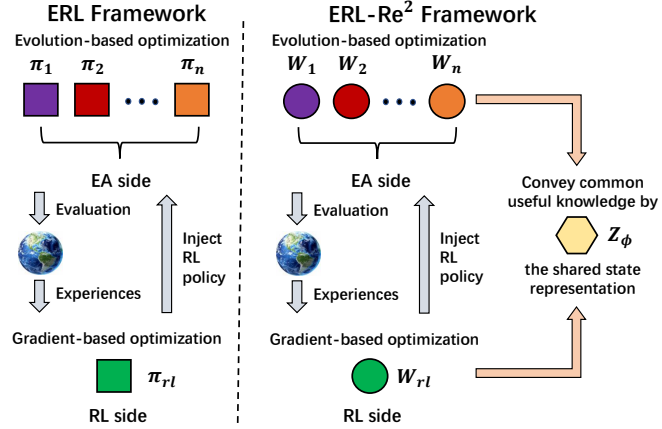 ERL Framework
Evolution-based optimization
π₁ π₂ πₙ
EA side
Evaluation
Experiences
Inject
RL
policy
Gradient-based optimization
π_rl
RL side
ERL-Re² Framework
Evolution-based optimization
W₁ W₂ Wₙ
EA side
Evaluation
Experiences
Inject
RL
policy
Gradient-based optimization
W_rl
RL side
Convey common
useful knowledge by
Z_ϕ
the shared state
representation